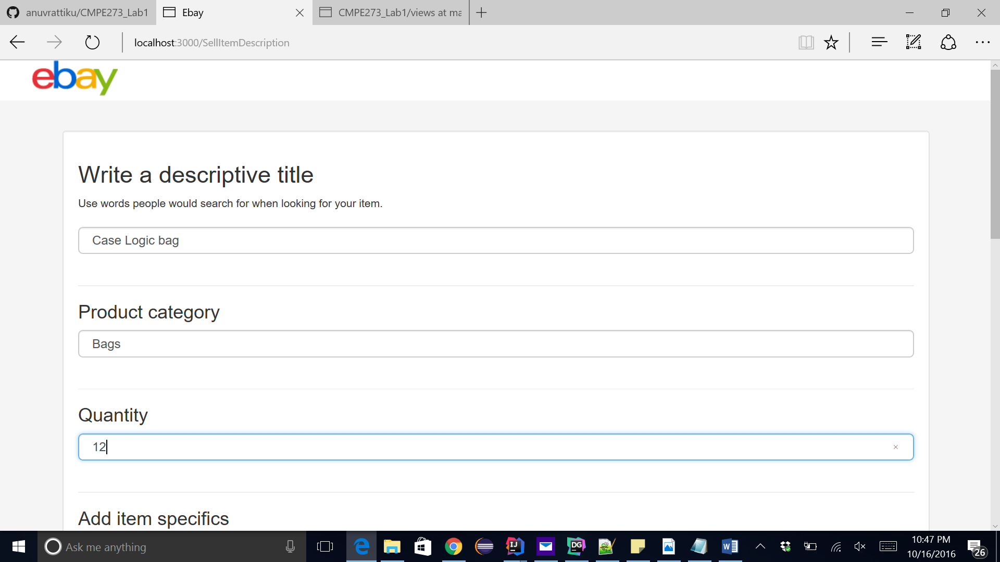 anuvrattiku/CMPE273_Lab1
Ebay
CMPE273_Lab1/views at ma
localhost:3000/SellItemDescription
ebay
Write a descriptive title
Use words people would search for when looking for your item.
Case Logic bag
Product category
Bags
Quantity
12
Add item specifics
Ask me anything
IJ
DG
W
10:47 PM
10/16/2016
26